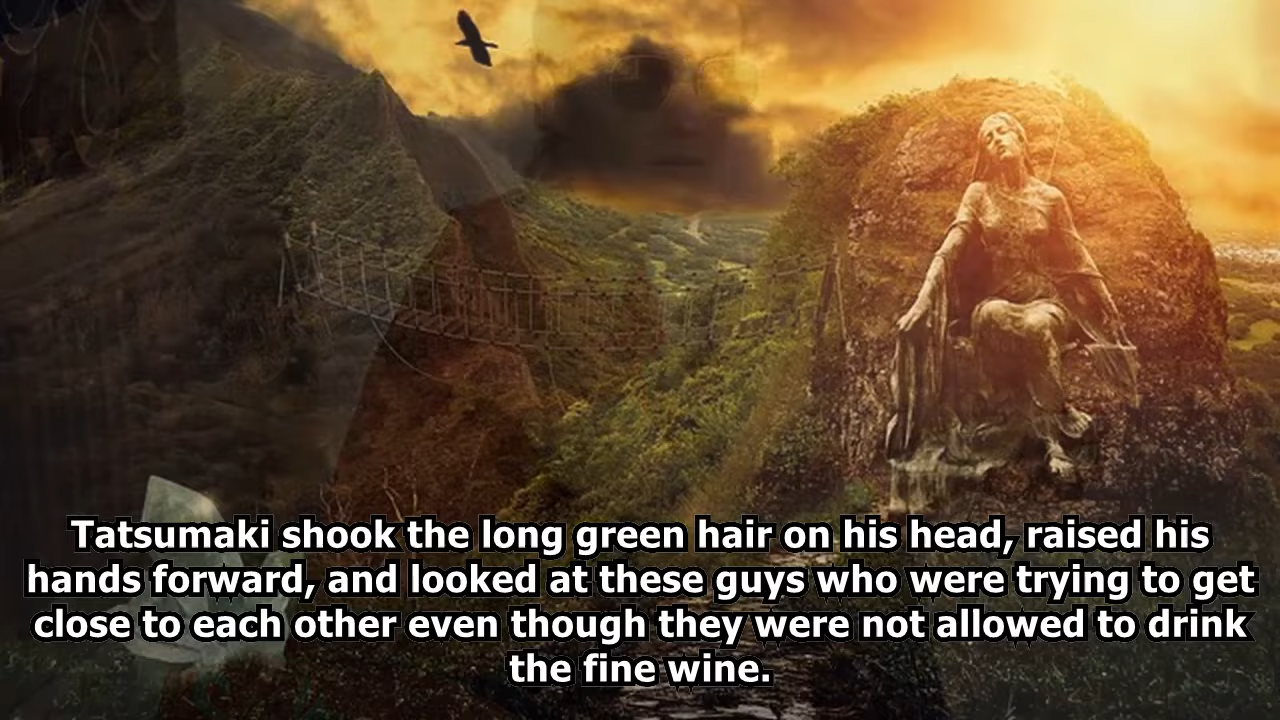 Tatsumaki shook the long green hair on his head, raised his
hands forward, and looked at these guys who were trying to get
close to each other even though they were not allowed to drink
the fine wine.